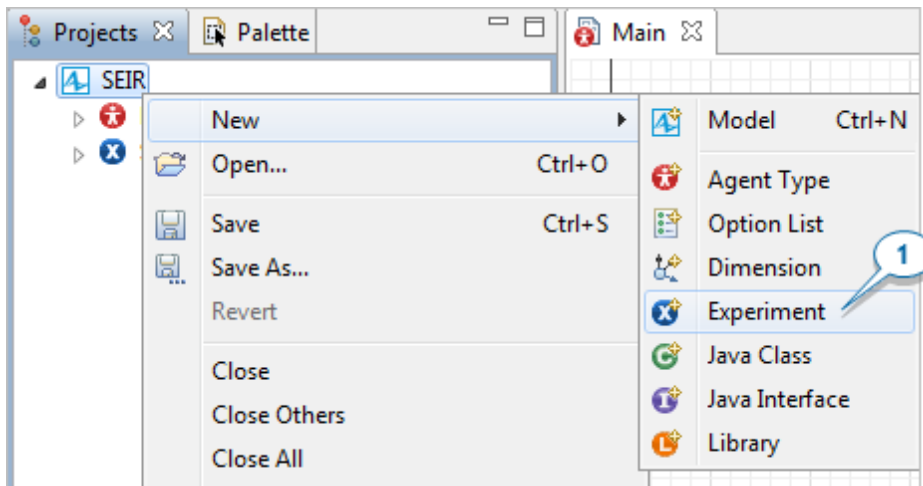 Projects Palette Main
SEIR
New Model Ctrl+N
Open... Ctrl+O Agent Type
Save Ctrl+S Option List
Save As... Dimension 1
Revert Experiment
Close Java Class
Close Others Java Interface
Close All Library